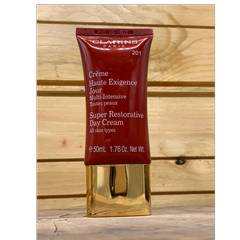 201
CLARINS
PARIS
Crème
Haute Exigence
Jour
Multi-Intensive
Toutes peaux
Super Restorative
Day Cream
All skin types
e 50mL 1.76 Oz. Net Wt.